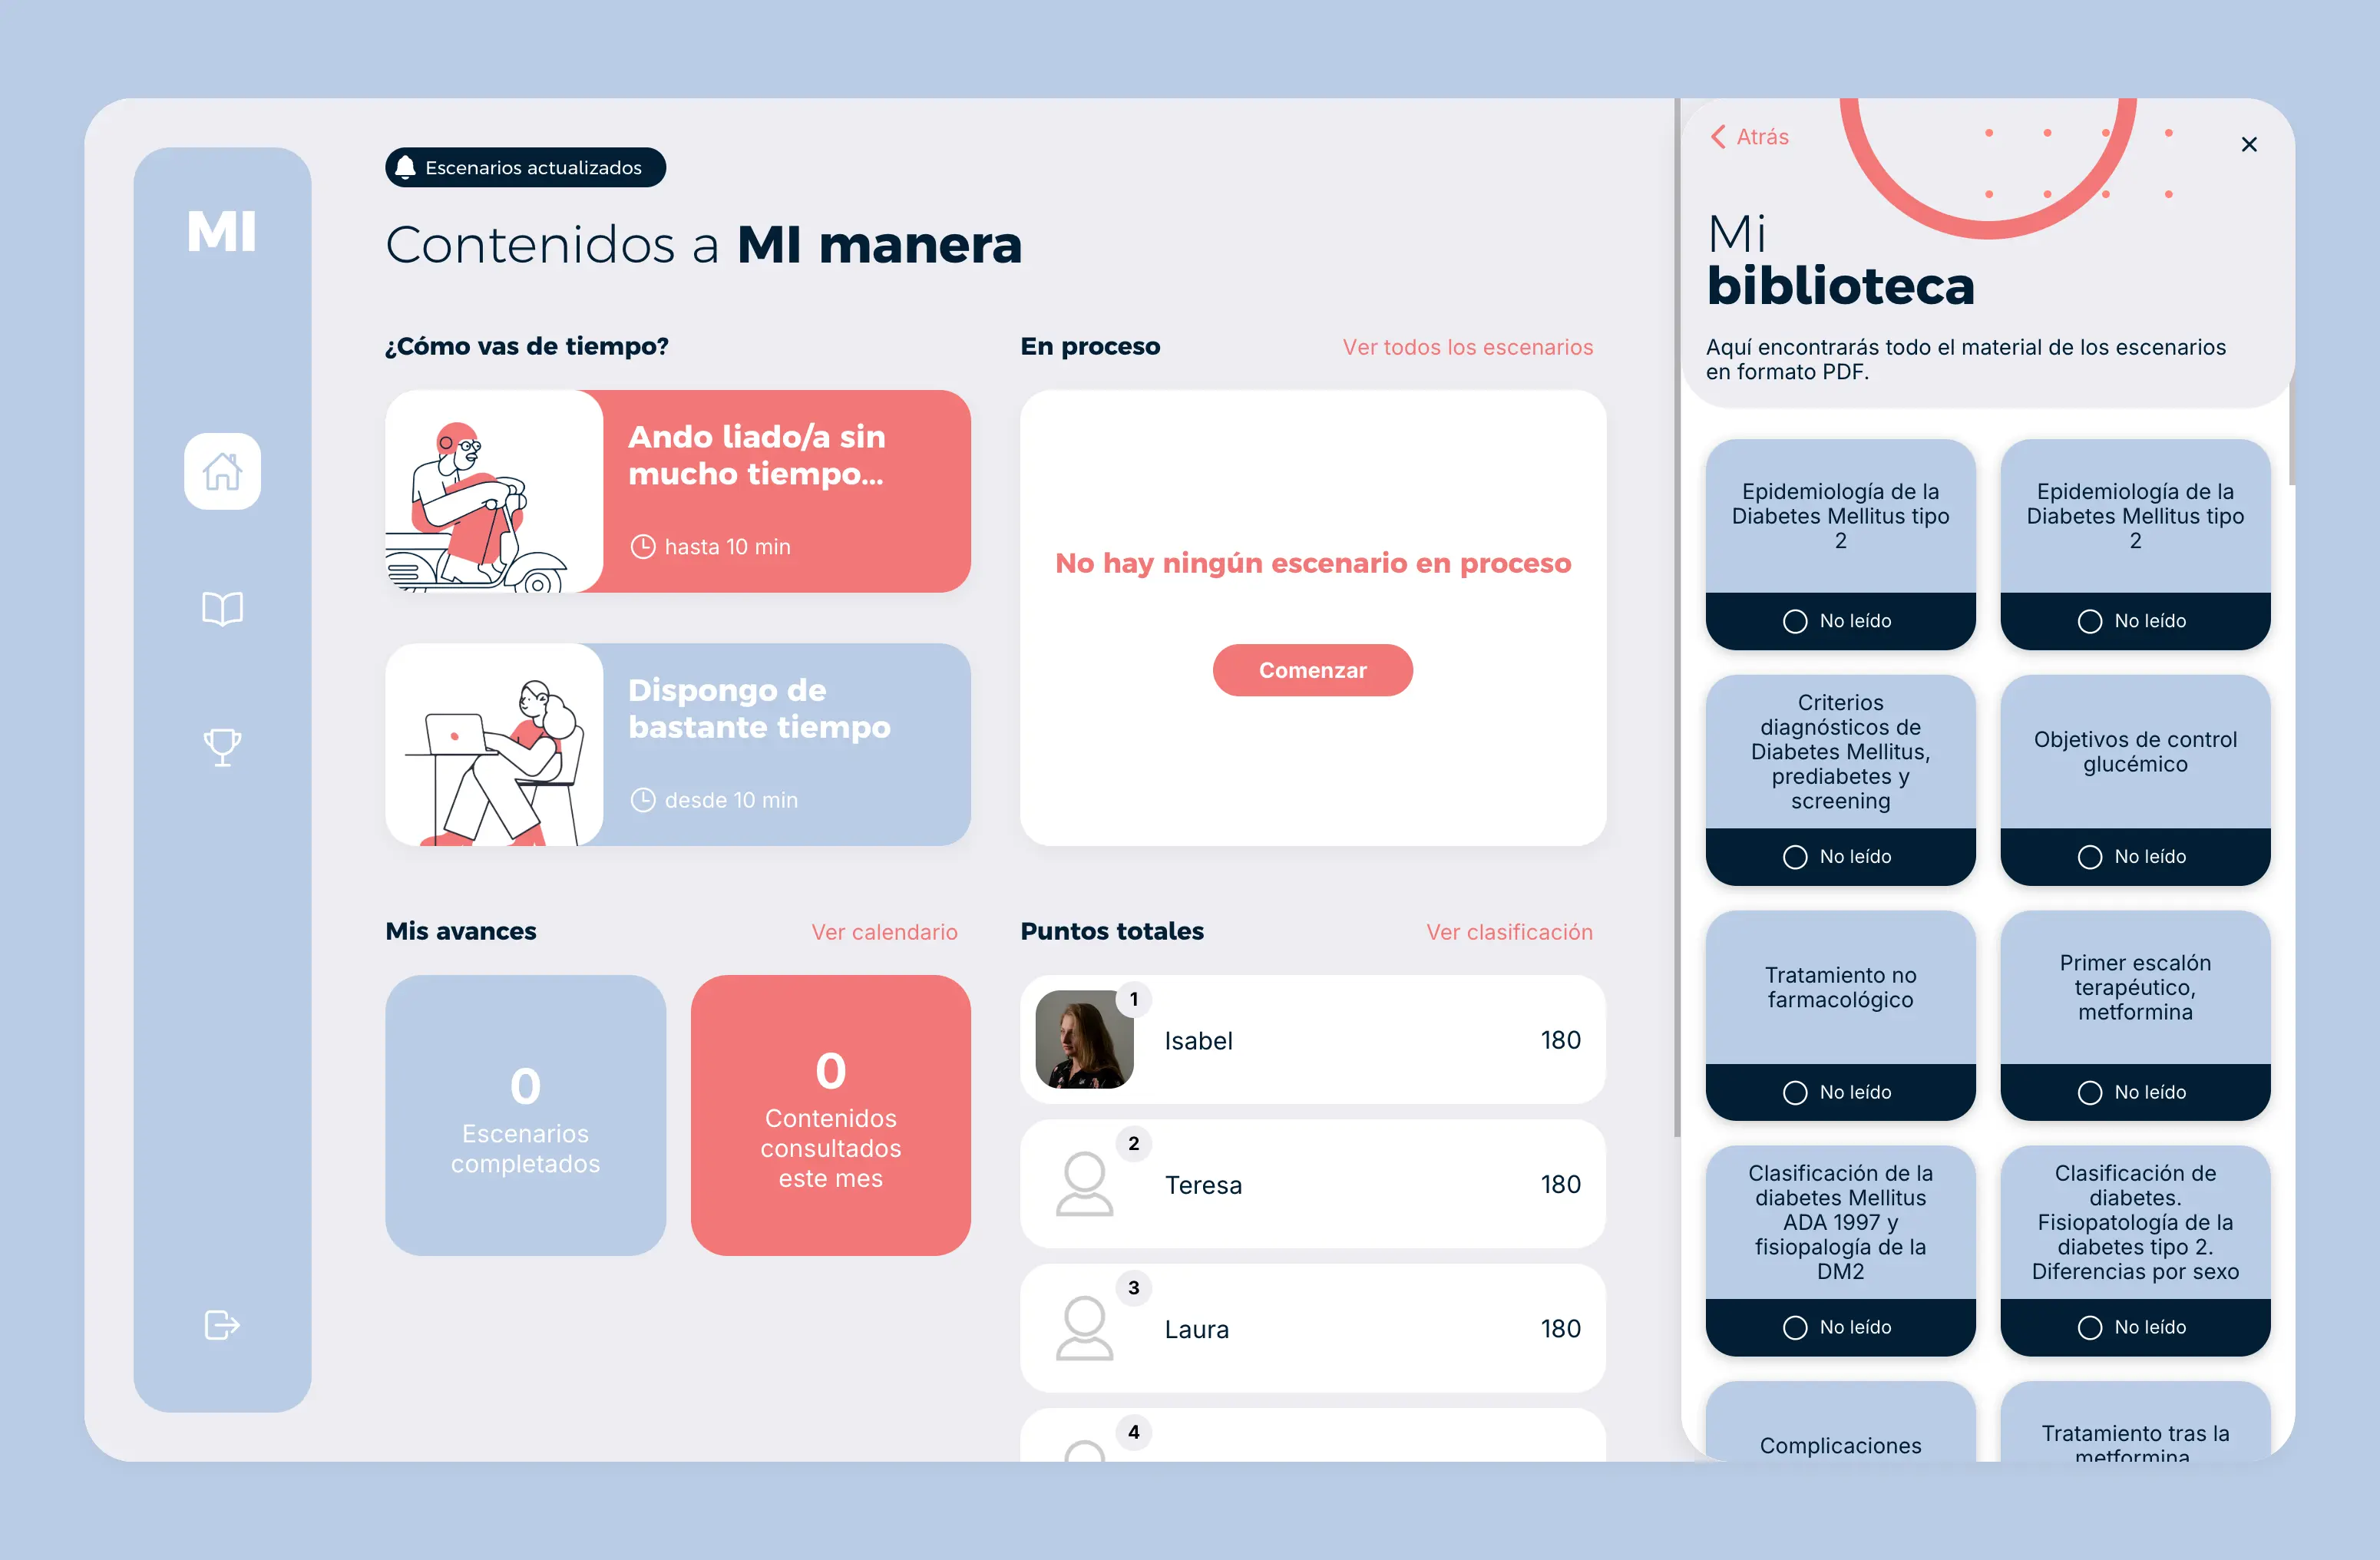 MI
Escenarios actualizados
Contenidos a MI manera
¿Cómo vas de tiempo?
Ando liado/a sin
mucho tiempo...
hasta 10 min
Dispongo de
bastante tiempo
desde 10 min
En proceso
Ver todos los escenarios
No hay ningún escenario en proceso
Comenzar
Mis avances
Ver calendario
0
Escenarios
completados
0
Contenidos
consultados
este mes
Puntos totales
Ver clasificación
1
Isabel
180
2
Teresa
180
3
Laura
180
4
Atrás
Mi
biblioteca
Aquí encontrarás todo el material de los escenarios
en formato PDF.
Epidemiología de la
Diabetes Mellitus tipo
2
No leído
Epidemiología de la
Diabetes Mellitus tipo
2
No leído
Criterios
diagnósticos de
Diabetes Mellitus,
prediabetes y
screening
No leído
Objetivos de control
glucémico
No leído
Tratamiento no
farmacológico
No leído
Primer escalón
terapéutico,
metformina
No leído
Clasificación de la
diabetes Mellitus
ADA 1997 y
fisiopalogía de la
DM2
No leído
Clasificación de
diabetes.
Fisiopatología de la
diabetes tipo 2.
Diferencias por sexo
No leído
Complicaciones
Tratamiento tras la
metformina